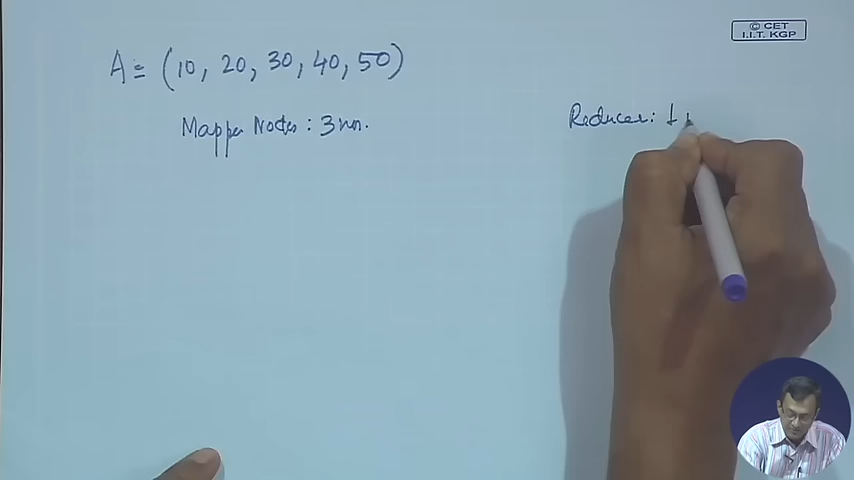 © CET
I.I.T. KGP
A ≡ (10, 20, 30, 40, 50)
Mapper Nodes: 3 nos.
Reducer: 1